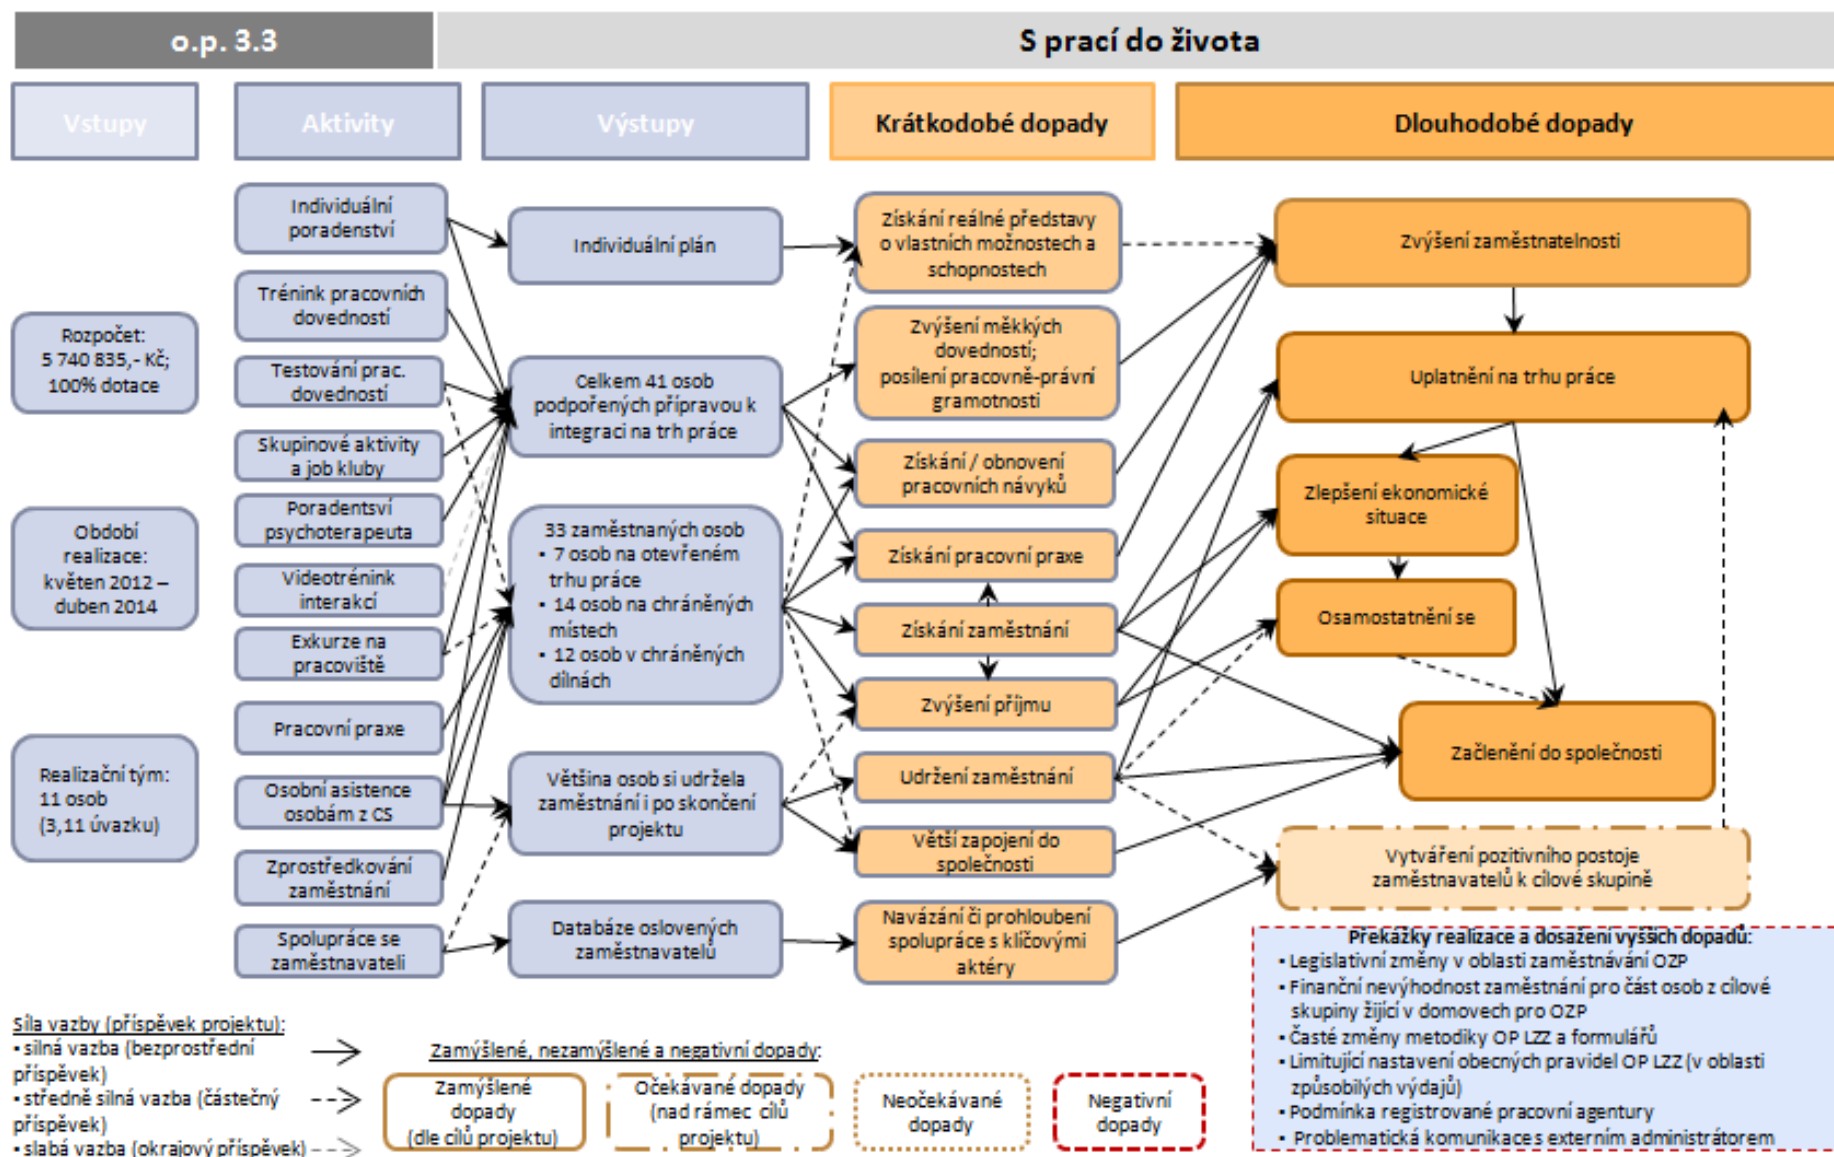 o.p. 3.3
S prací do života
Vstupy
Aktivity
Výstupy
Krátkodobé dopady
Dlouhodobé dopady
Rozpočet:
5 740 835,- Kč;
100% dotace
Období
realizace:
květen 2012 –
duben 2014
Realizační tým:
11 osob
(3,11 úvazku)
Individuální
poradenství
Trénink pracovních
dovedností
Testování prac.
dovedností
Skupinové aktivity
a job kluby
Poradentsví
psychoterapeuta
Videotrénink
interakcí
Exkurze na
pracoviště
Pracovní praxe
Osobní asistence
osobám z CS
Zprostředkování
zaměstnání
Spolupráce se
zaměstnavateli
Individuální plán
Celkem 41 osob
podpořených přípravou k
integraci na trh práce
33 zaměstnaných osob
▪ 7 osob na otevřeném
trhu práce
▪ 14 osob na chráněných
místech
▪ 12 osob v chráněných
dílnách
Většina osob si udržela
zaměstnání i po skončení
projektu
Databáze oslovených
zaměstnavatelů
Získání reálné představy
o vlastních možnostech a
schopnostech
Zvýšení měkkých
dovedností;
posílení pracovně-právní
gramotnosti
Získání / obnovení
pracovních návyků
Získání pracovní praxe
Získání zaměstnání
Zvýšení příjmu
Udržení zaměstnání
Větší zapojení do
společnosti
Navázání či prohloubení
spolupráce s klíčovými
aktéry
Zvýšení zaměstnatelnosti
Uplatnění na trhu práce
Zlepšení ekonomické
situace
Osamostatnění se
Začlenění do společnosti
Vytváření pozitivního postoje
zaměstnavatelů k cílové skupině
Překážky realizace a dosažení vyšších dopadů:
▪ Legislativní změny v oblasti zaměstnávání OZP
▪ Finanční nevýhodnost zaměstnání pro část osob z cílové
skupiny žijící v domovech pro OZP
▪ Časté změny metodiky OP LZZ a formulářů
▪ Limitující nastavení obecných pravidel OP LZZ (v oblasti
způsobilých výdajů)
▪ Podmínka registrované pracovní agentury
▪ Problematická komunikace s externím administrátorem
Síla vazby (příspěvek projektu):
▪ silná vazba (bezprostřední
příspěvek)
▪ středně silná vazba (částečný
příspěvek)
▪ slabá vazba (okrajový příspěvek)
Zamýšlené, nezamýšlené a negativní dopady:
Zamýšlené
dopady
(dle cílů projektu)
Očekávané dopady
(nad rámec cílů
projektu)
Neočekávané
dopady
Negativní
dopady